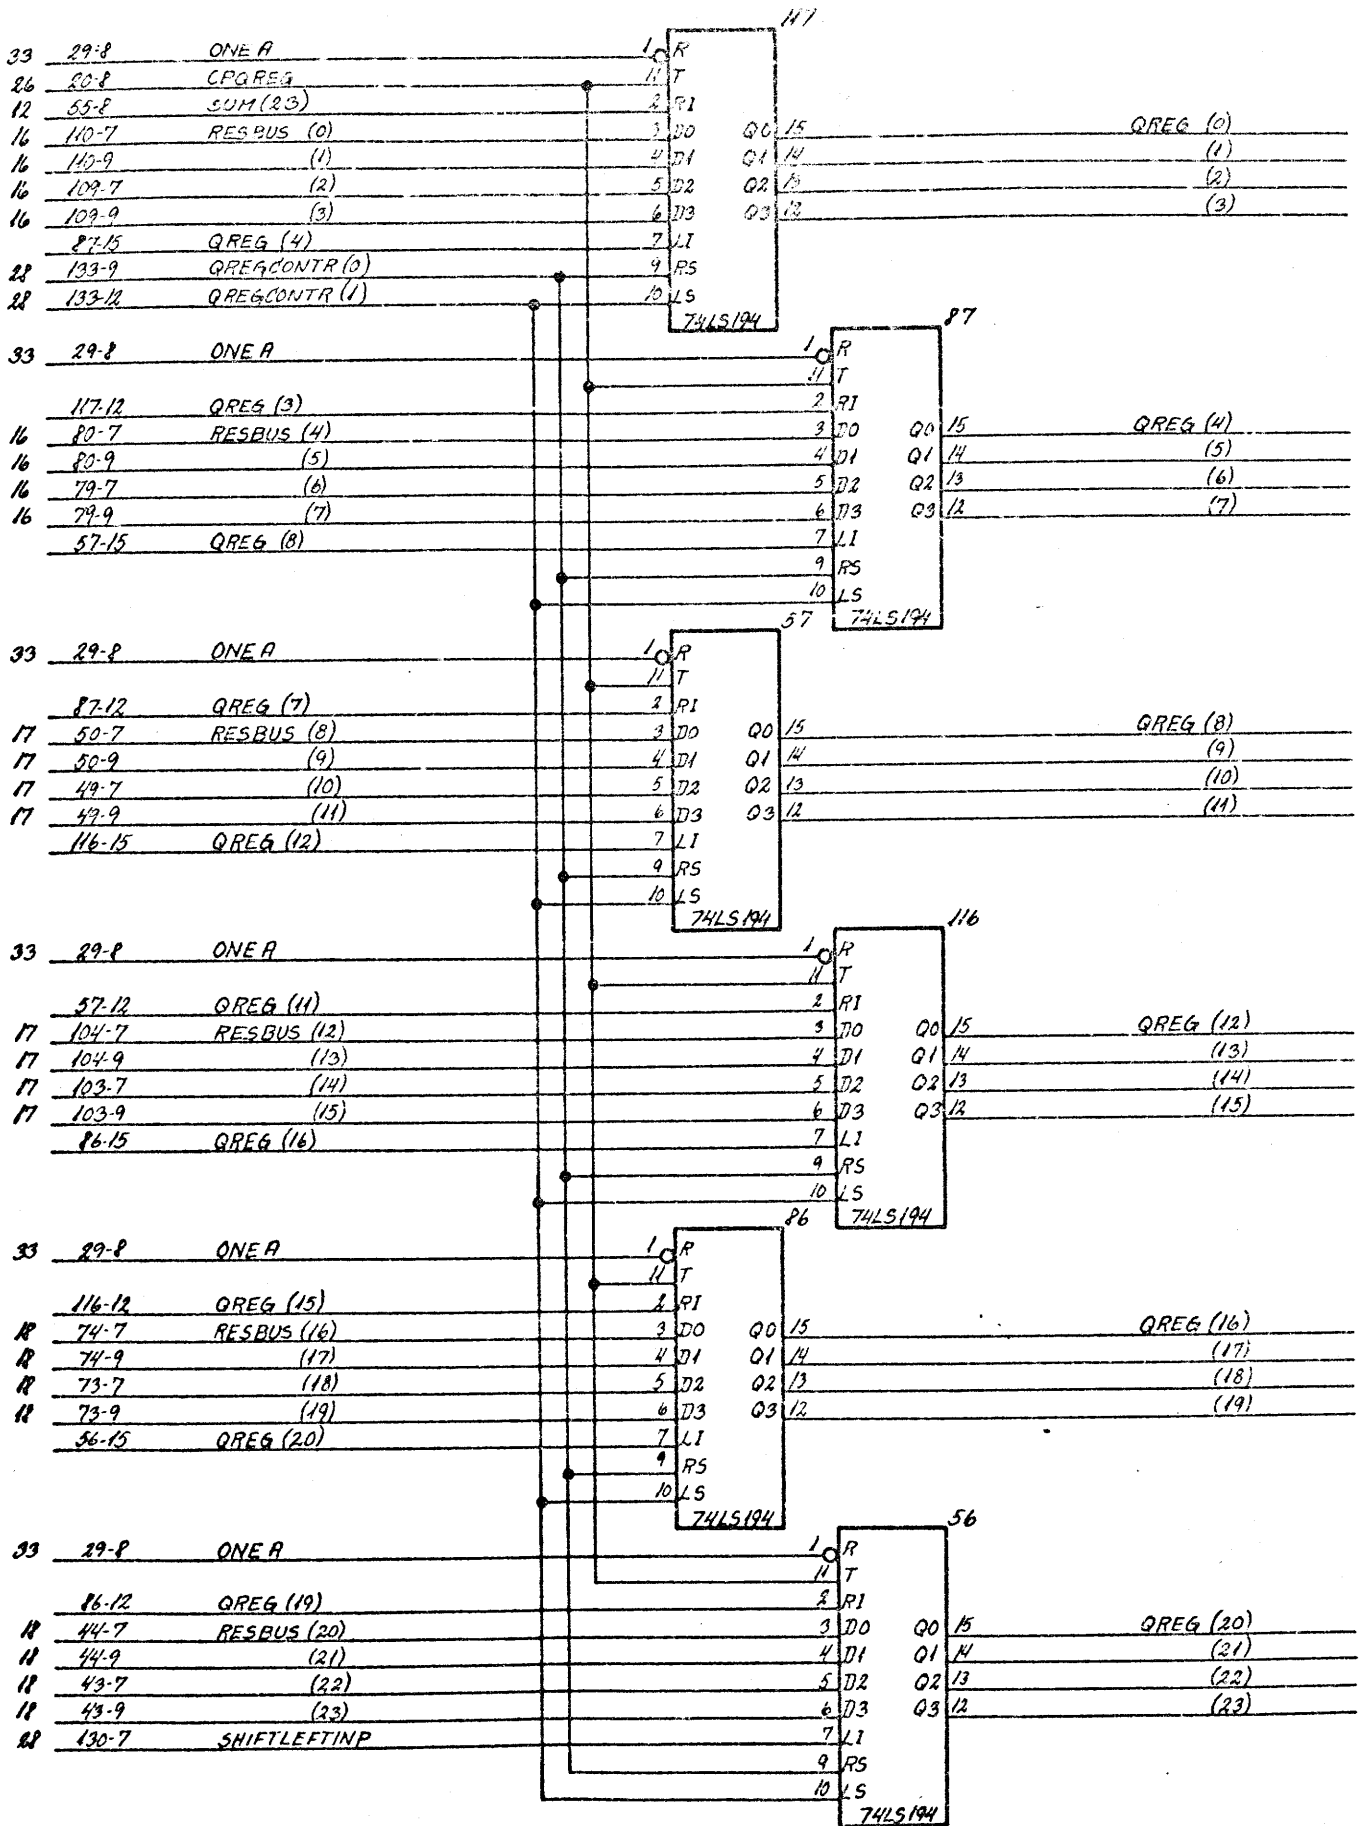 117
33 29-8 ONE A 1 R
26 20-8 CPQREG 11 T
12 55-8 SUM (23) 2 RI
16 110-7 RESBUS (0) 3 D0 Q0 15 QREG (0)
16 110-9 (1) 4 D1 Q1 14 (1)
16 109-7 (2) 5 D2 Q2 13 (2)
16 109-9 (3) 6 D3 Q3 12 (3)
87-15 QREG (4) 7 LI
28 133-9 QREGCONTR (0) 9 RS
28 133-12 QREGCONTR (1) 10 LS
74LS194
87
33 29-8 ONE A 1 R
11 T
117-12 QREG (3) 2 RI
16 80-7 RESBUS (4) 3 D0 Q0 15 QREG (4)
16 80-9 (5) 4 D1 Q1 14 (5)
16 79-7 (6) 5 D2 Q2 13 (6)
16 79-9 (7) 6 D3 Q3 12 (7)
57-15 QREG (8) 7 LI
9 RS
10 LS
74LS194
57
33 29-8 ONE A 1 R
11 T
87-12 QREG (7) 2 RI
17 50-7 RESBUS (8) 3 D0 Q0 15 QREG (8)
17 50-9 (9) 4 D1 Q1 14 (9)
17 49-7 (10) 5 D2 Q2 13 (10)
17 49-9 (11) 6 D3 Q3 12 (11)
116-15 QREG (12) 7 LI
9 RS
10 LS
74LS194
116
33 29-8 ONE A 1 R
11 T
57-12 QREG (11) 2 RI
17 104-7 RESBUS (12) 3 D0 Q0 15 QREG (12)
17 104-9 (13) 4 D1 Q1 14 (13)
17 103-7 (14) 5 D2 Q2 13 (14)
17 103-9 (15) 6 D3 Q3 12 (15)
86-15 QREG (16) 7 LI
9 RS
10 LS
74LS194
86
33 29-8 ONE A 1 R
11 T
116-12 QREG (15) 2 RI
18 74-7 RESBUS (16) 3 D0 Q0 15 QREG (16)
18 74-9 (17) 4 D1 Q1 14 (17)
18 73-7 (18) 5 D2 Q2 13 (18)
18 73-9 (19) 6 D3 Q3 12 (19)
56-15 QREG (20) 7 LI
9 RS
10 LS
74LS194
56
33 29-8 ONE A 1 R
11 T
86-12 QREG (19) 2 RI
18 44-7 RESBUS (20) 3 D0 Q0 15 QREG (20)
18 44-9 (21) 4 D1 Q1 14 (21)
18 43-7 (22) 5 D2 Q2 13 (22)
18 43-9 (23) 6 D3 Q3 12 (23)
28 130-7 SHIFTLEFTINP 7 LI
9 RS
10 LS
74LS194